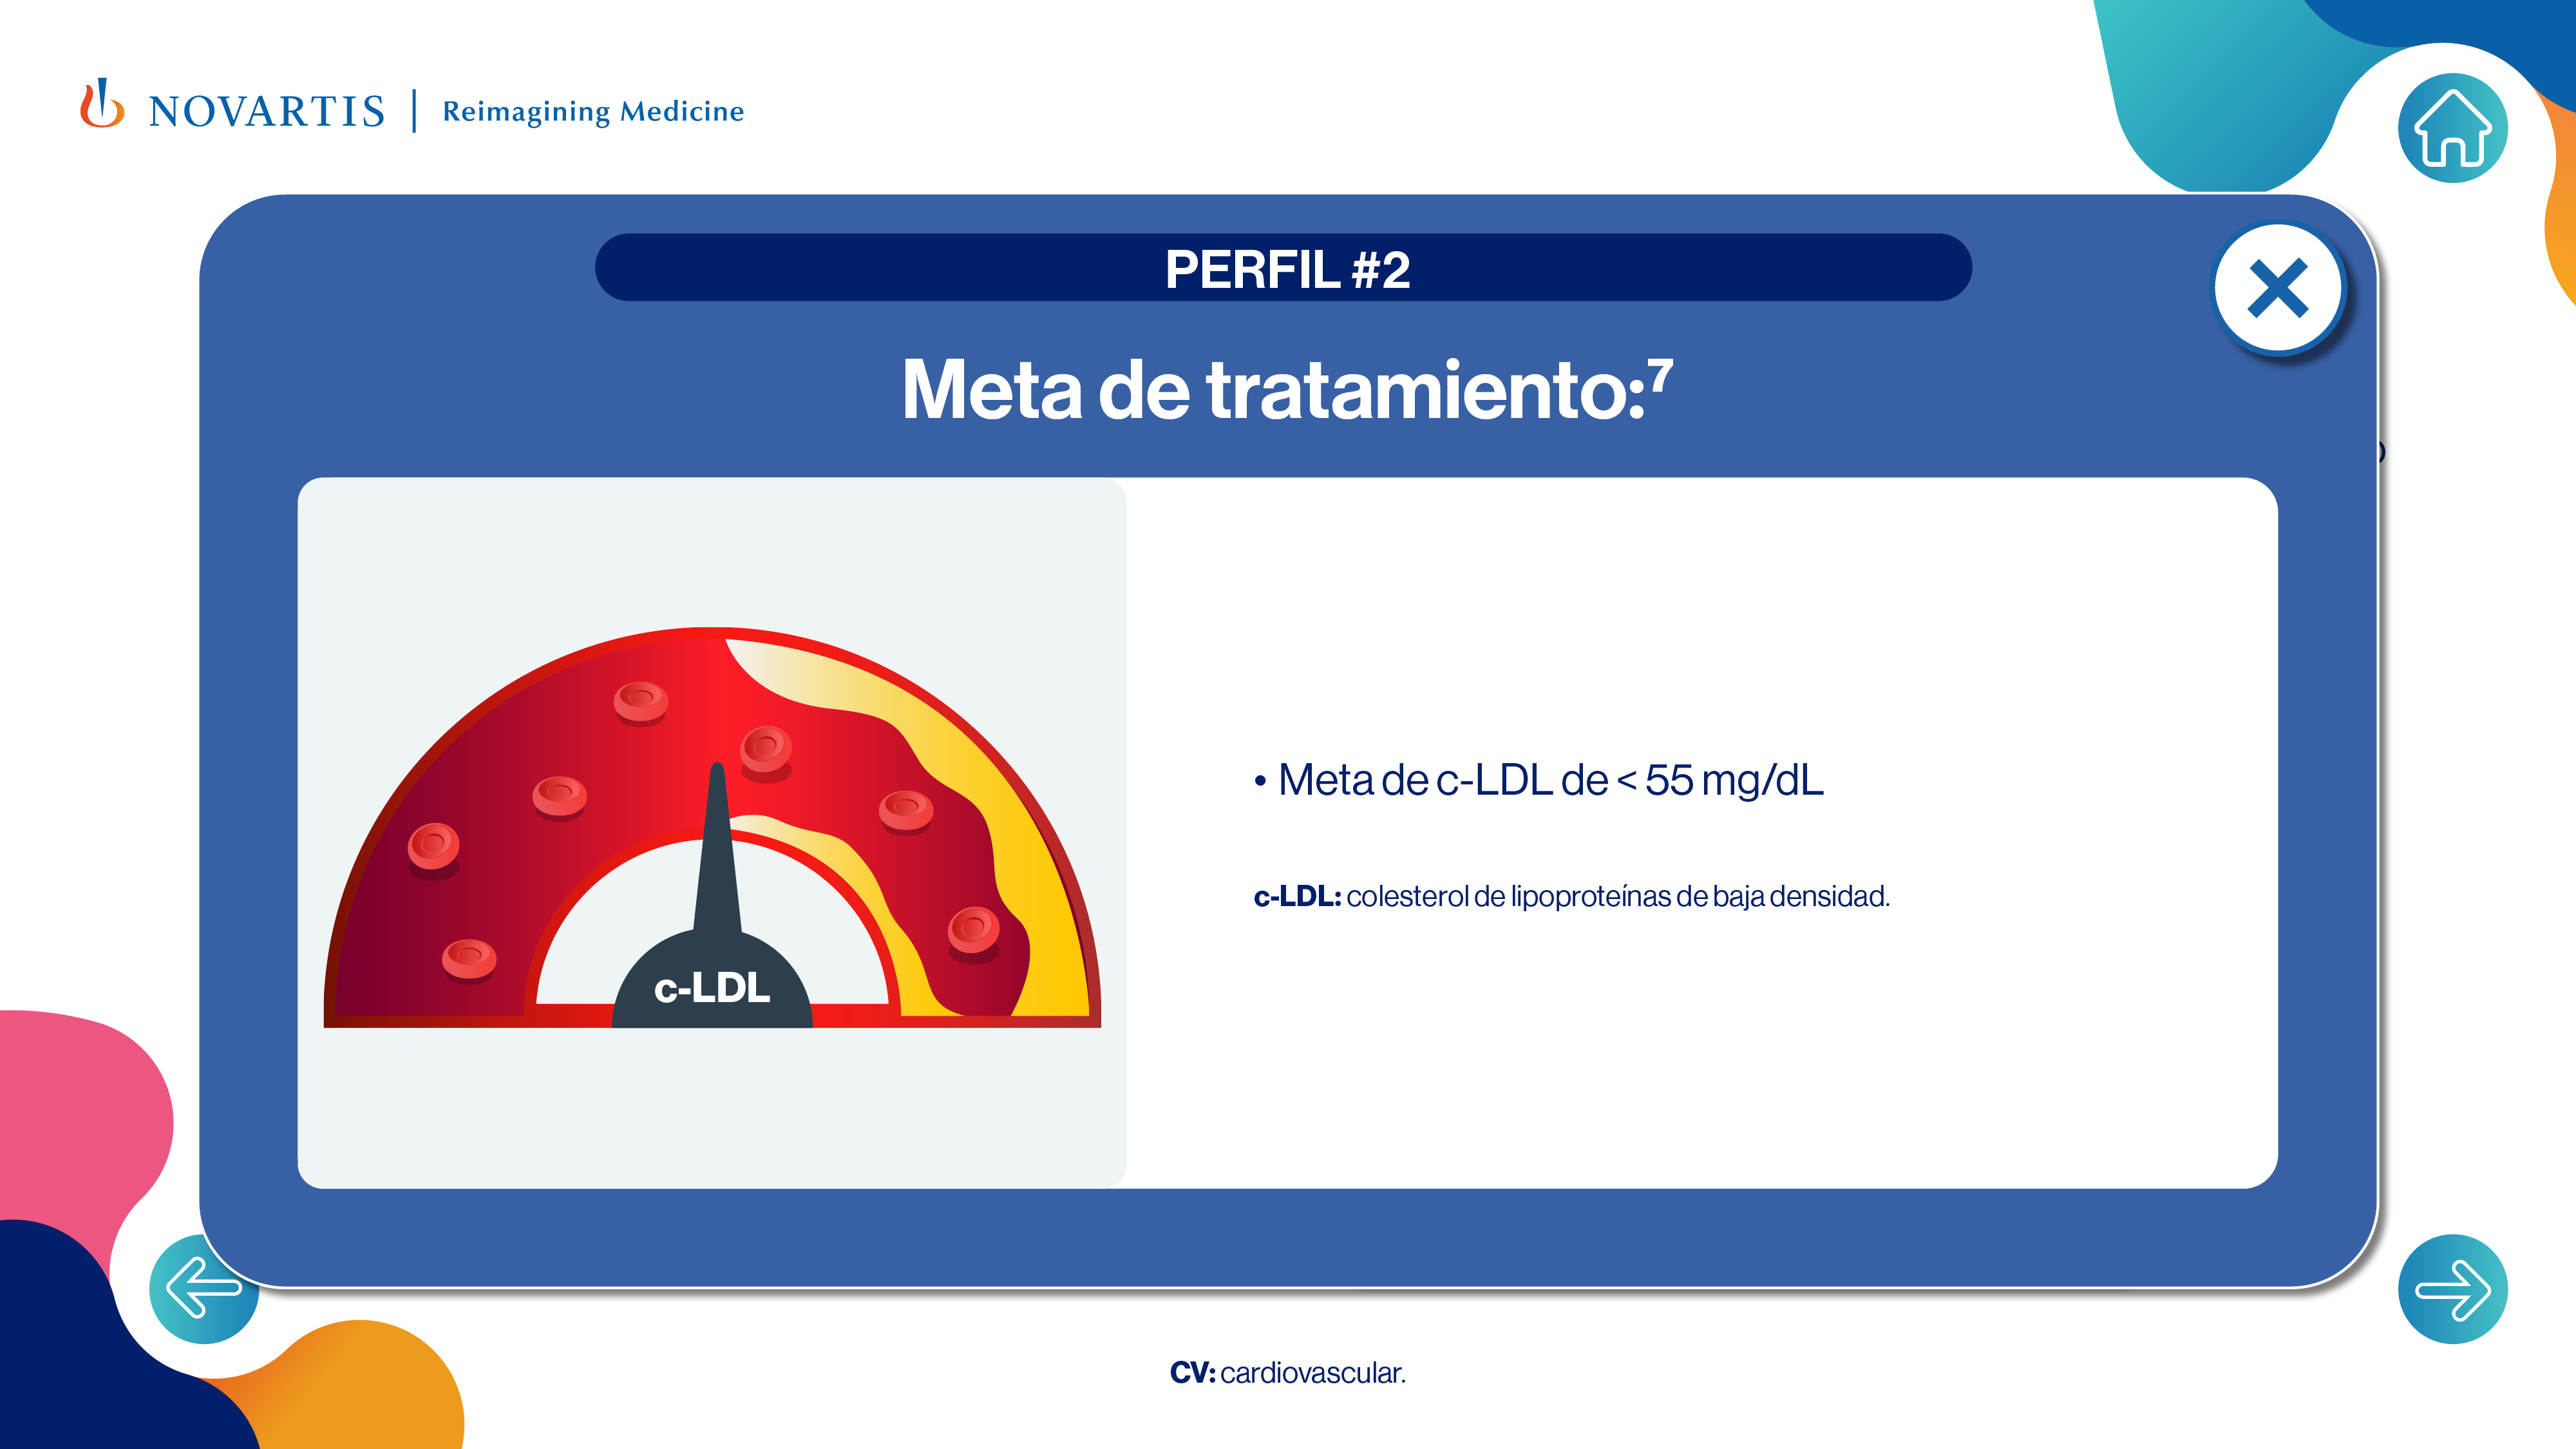 NOVARTIS | Reimagining Medicine
PERFIL #2
Meta de tratamiento:⁷
c-LDL
• Meta de c-LDL de < 55 mg/dL
c-LDL: colesterol de lipoproteínas de baja densidad.
CV: cardiovascular.